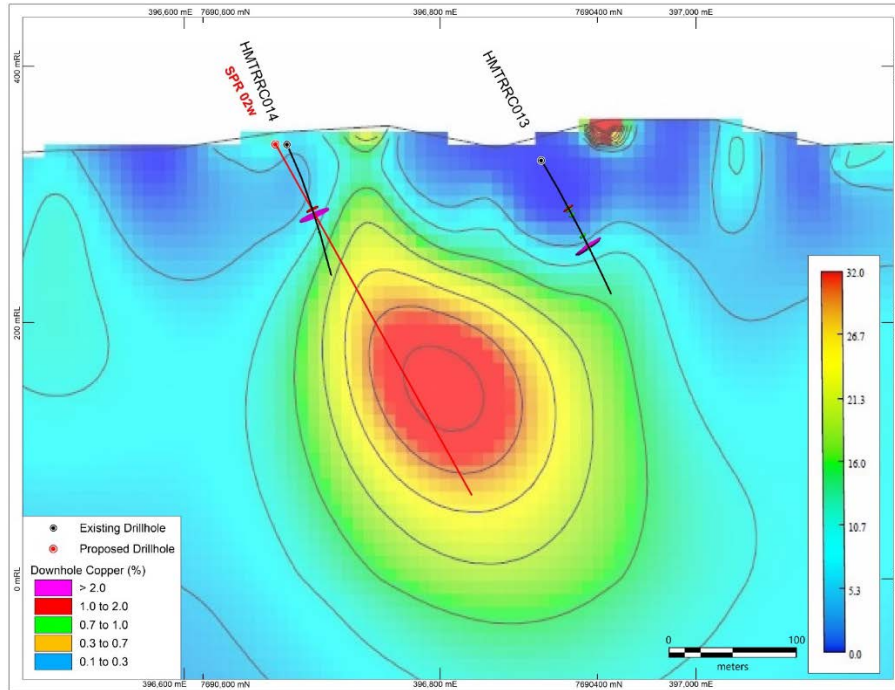 396,600 mE
7690,600 mN
396,800 mE
7690400 mN
397,000 mE
400 mRL
200 mRL
0 mRL
HMTRRC014
SPR 02w
HMTRRC013
32.0
26.7
21.3
16.0
10.7
5.3
0.0
Existing Drillhole
Proposed Drillhole
Downhole Copper (%)
> 2.0
1.0 to 2.0
0.7 to 1.0
0.3 to 0.7
0.1 to 0.3
0 100
meters
396,600 mE
7690,600 mN
396,800 mE
7690400 mN
397,000 mE